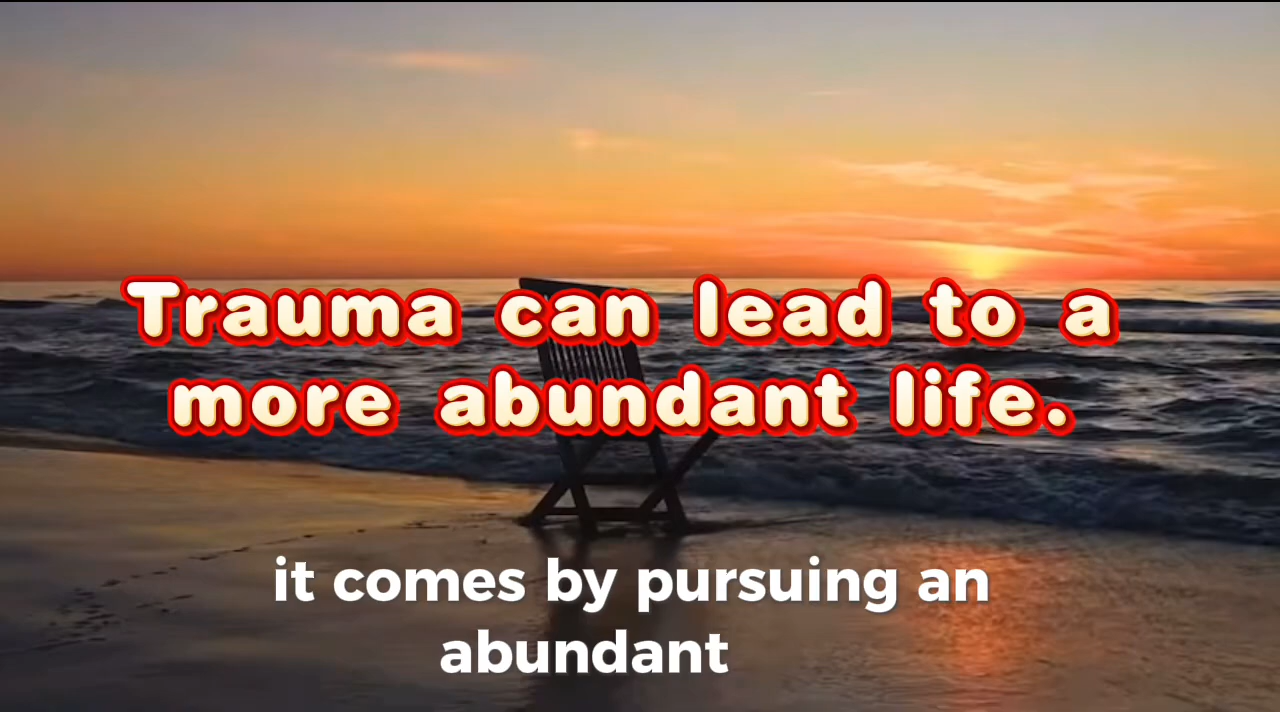 Trauma can lead to a
more abundant life.
it comes by pursuing an
abundant